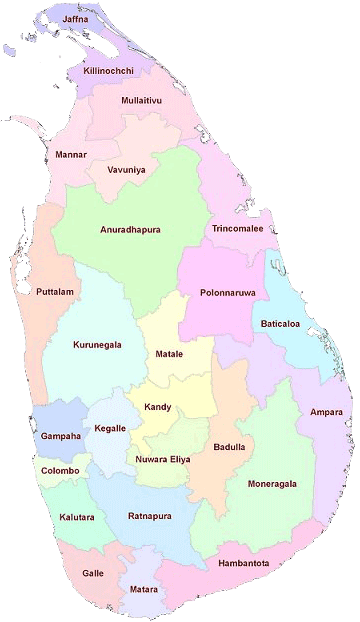 Jaffna
Killinochchi
Mullaitivu
Mannar
Vavuniya
Anuradhapura
Trincomalee
Puttalam
Polonnaruwa
Baticaloa
Kurunegala
Matale
Kandy
Ampara
Gampaha
Kegalle
Badulla
Nuwara Eliya
Colombo
Moneragala
Kalutara
Ratnapura
Hambantota
Galle
Matara